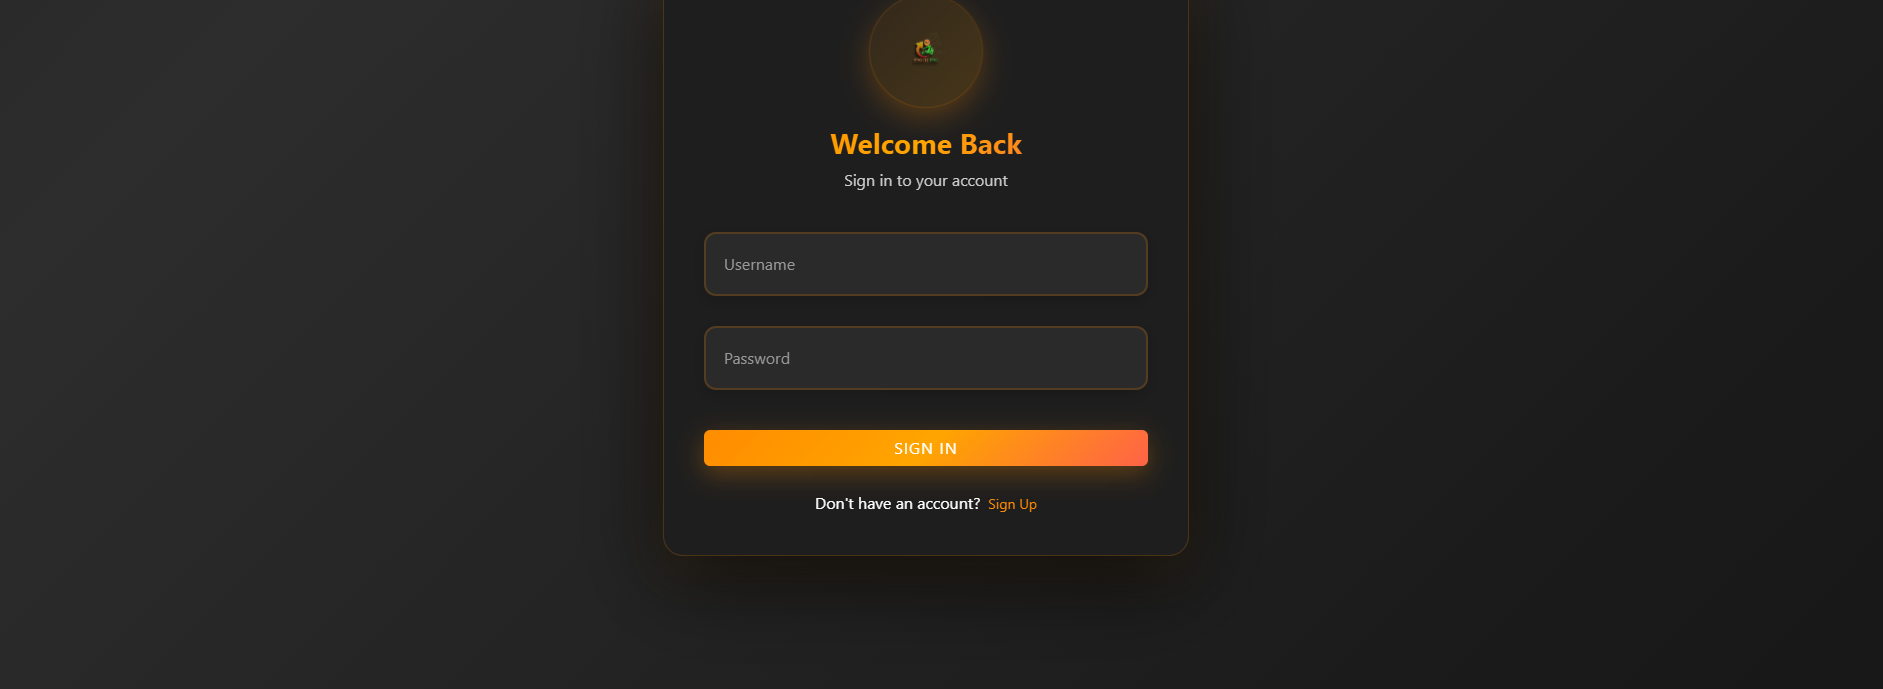 Welcome Back
Sign in to your account
Username
Password
SIGN IN
Don't have an account? Sign Up